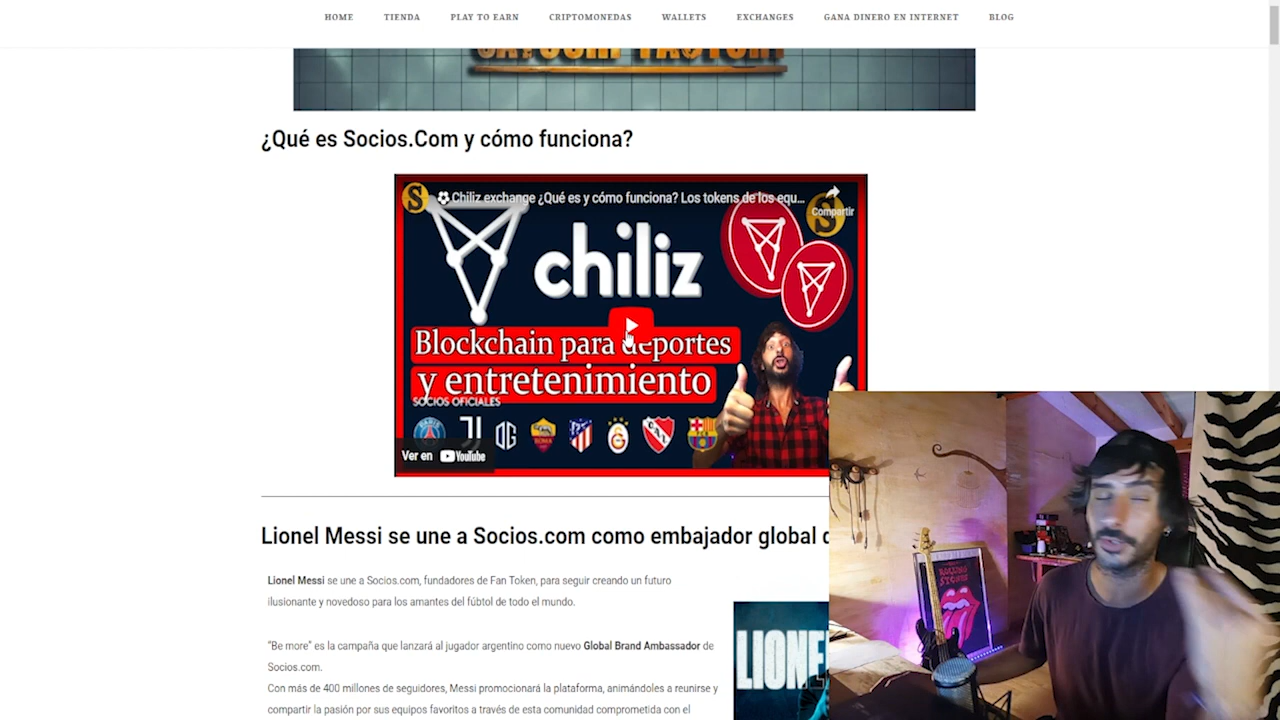 HOME TIENDA PLAY TO EARN CRIPTOMONEDAS WALLETS EXCHANGES GANA DINERO EN INTERNET BLOG
SATOSHI FACTORY
¿Qué es Socios.Com y cómo funciona?
Chiliz exchange ¿Qué es y cómo funciona? Los tokens de los equ...
Compartir
chiliz
Blockchain para deportes
y entretenimiento
SOCIOS OFICIALES
Ver en YouTube
Lionel Messi se une a Socios.com como embajador global
Lionel Messi se une a Socios.com, fundadores de Fan Token, para seguir creando un futuro
ilusionante y novedoso para los amantes del fúbtol de todo el mundo.
"Be more" es la campaña que lanzará al jugador argentino como nuevo Global Brand Ambassador de
Socios.com.
Con más de 400 millones de seguidores, Messi promocionará la plataforma, animándoles a reunirse y
compartir la pasión por sus equipos favoritos a través de esta comunidad comprometida con el
LIONE
ROLLING
STONES